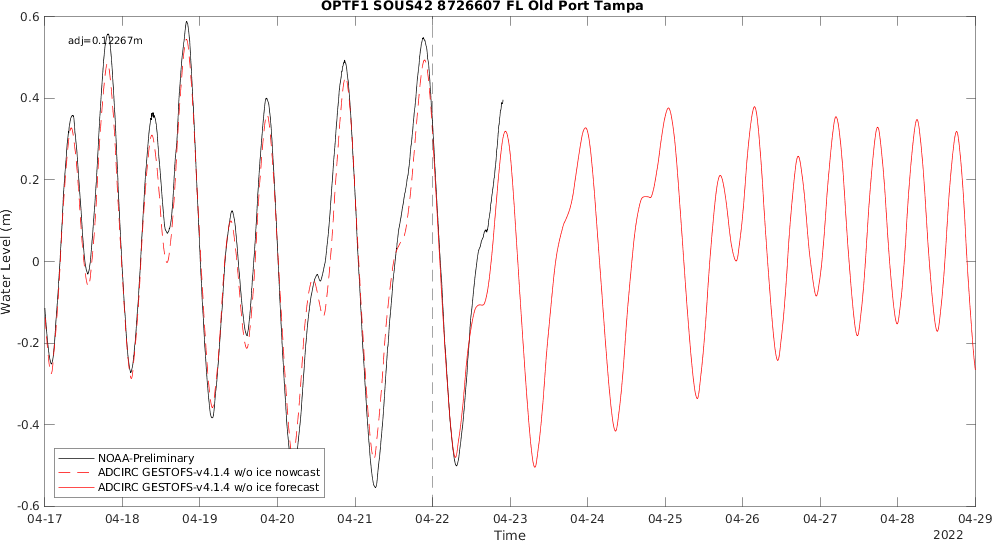 OPTF1 SOUS42 8726607 FL Old Port Tampa
adj=0.12267m
0.6
0.4
0.2
0
-0.2
-0.4
-0.6
Water Level (m)
NOAA-Preliminary
ADCIRC GESTOFS-v4.1.4 w/o ice nowcast
ADCIRC GESTOFS-v4.1.4 w/o ice forecast
04-17 04-18 04-19 04-20 04-21 04-22 04-23 04-24 04-25 04-26 04-27 04-28 04-29
Time
2022